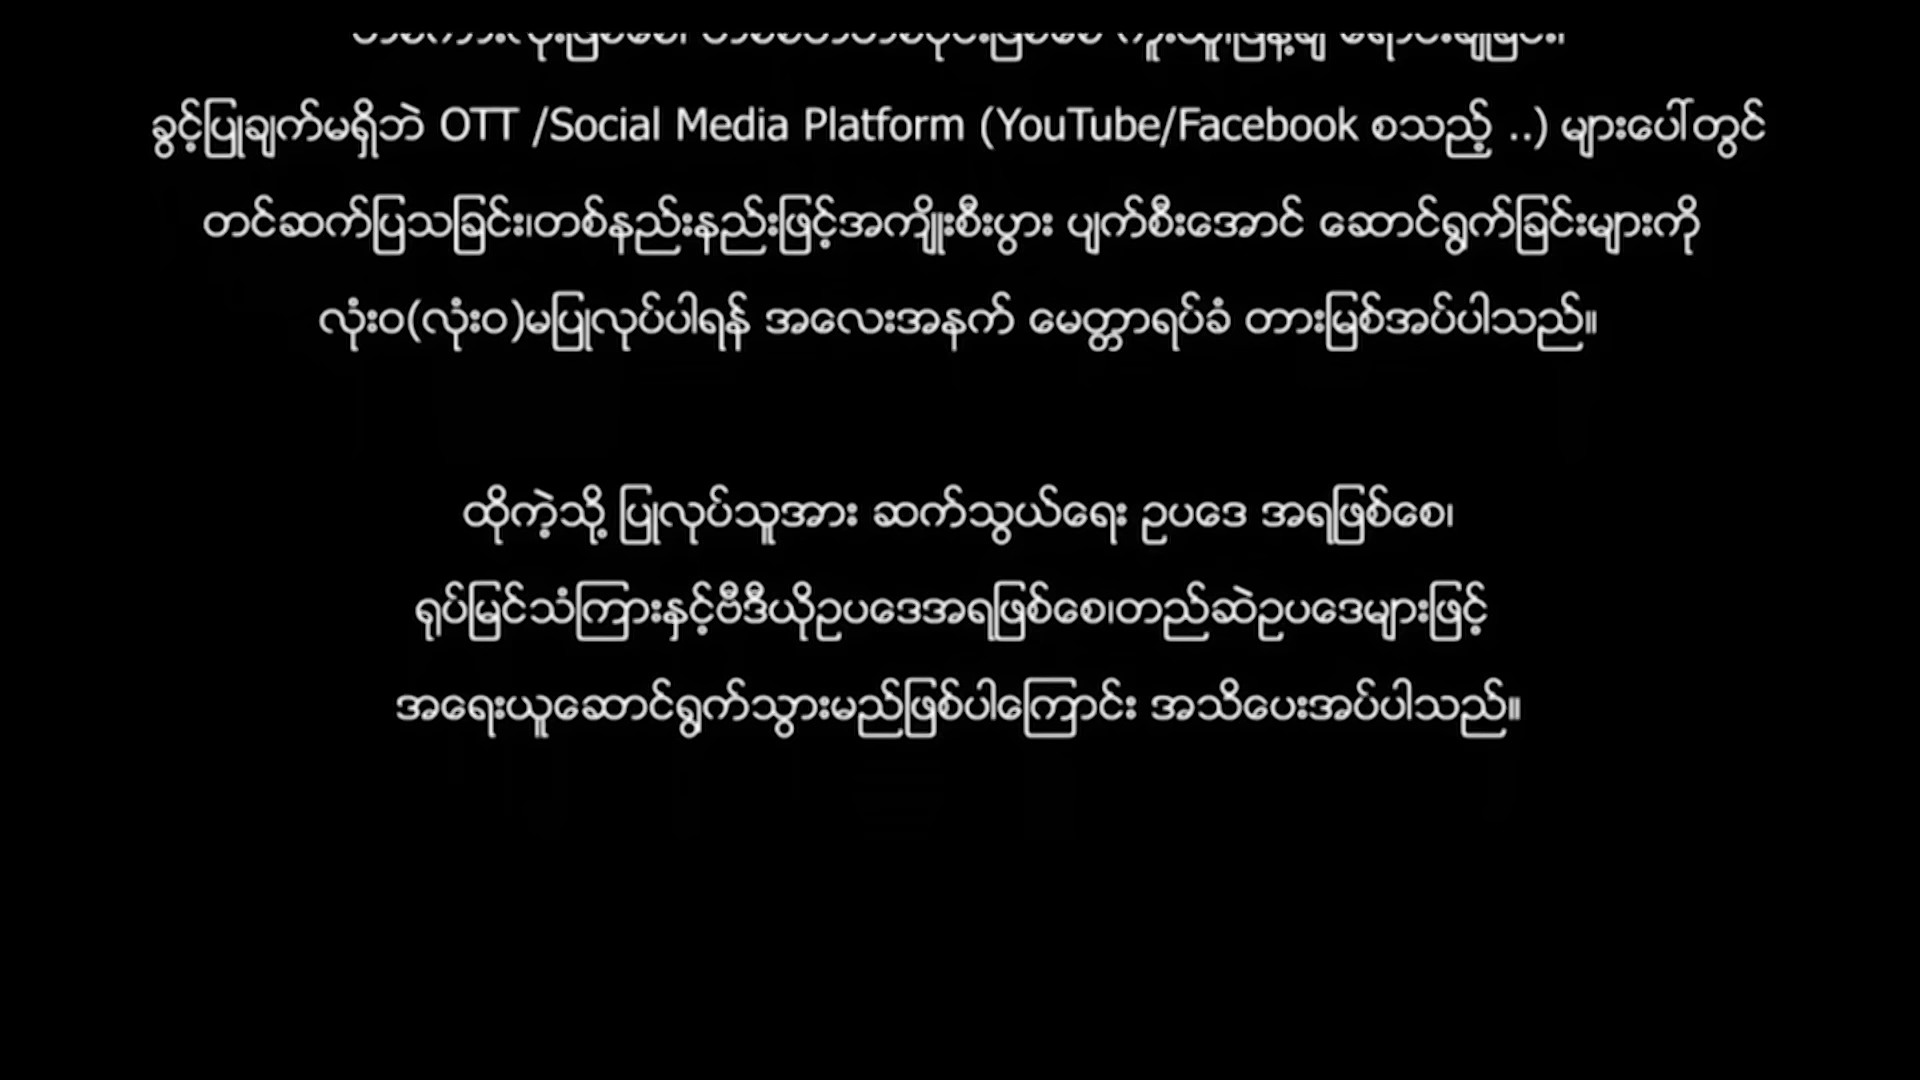 ခွင့်ပြုချက်မရှိဘဲ OTT /Social Media Platform (YouTube/Facebook စသည့် ..) များပေါ်တွင်
တင်ဆက်ပြသခြင်း၊တစ်နည်းနည်းဖြင့်အကျိုးစီးပွား ပျက်စီးအောင် ဆောင်ရွက်ခြင်းများကို
လုံးဝ(လုံးဝ)မပြုလုပ်ပါရန် အလေးအနက် မေတ္တာရပ်ခံ တားမြစ်အပ်ပါသည်။
ထိုကဲ့သို့ ပြုလုပ်သူအား ဆက်သွယ်ရေး ဥပဒေ အရဖြစ်စေ၊
ရုပ်မြင်သံကြားနှင့်ဗီဒီယိုဥပဒေအရဖြစ်စေ၊တည်ဆဲဥပဒေများဖြင့်
အရေးယူဆောင်ရွက်သွားမည်ဖြစ်ပါကြောင်း အသိပေးအပ်ပါသည်။